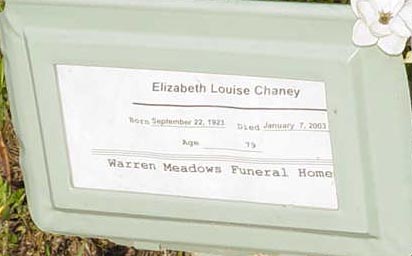 Elizabeth Louise Chaney
Born September 22, 1923 Died January 7, 2003
Age 79
Warren Meadows Funeral Home